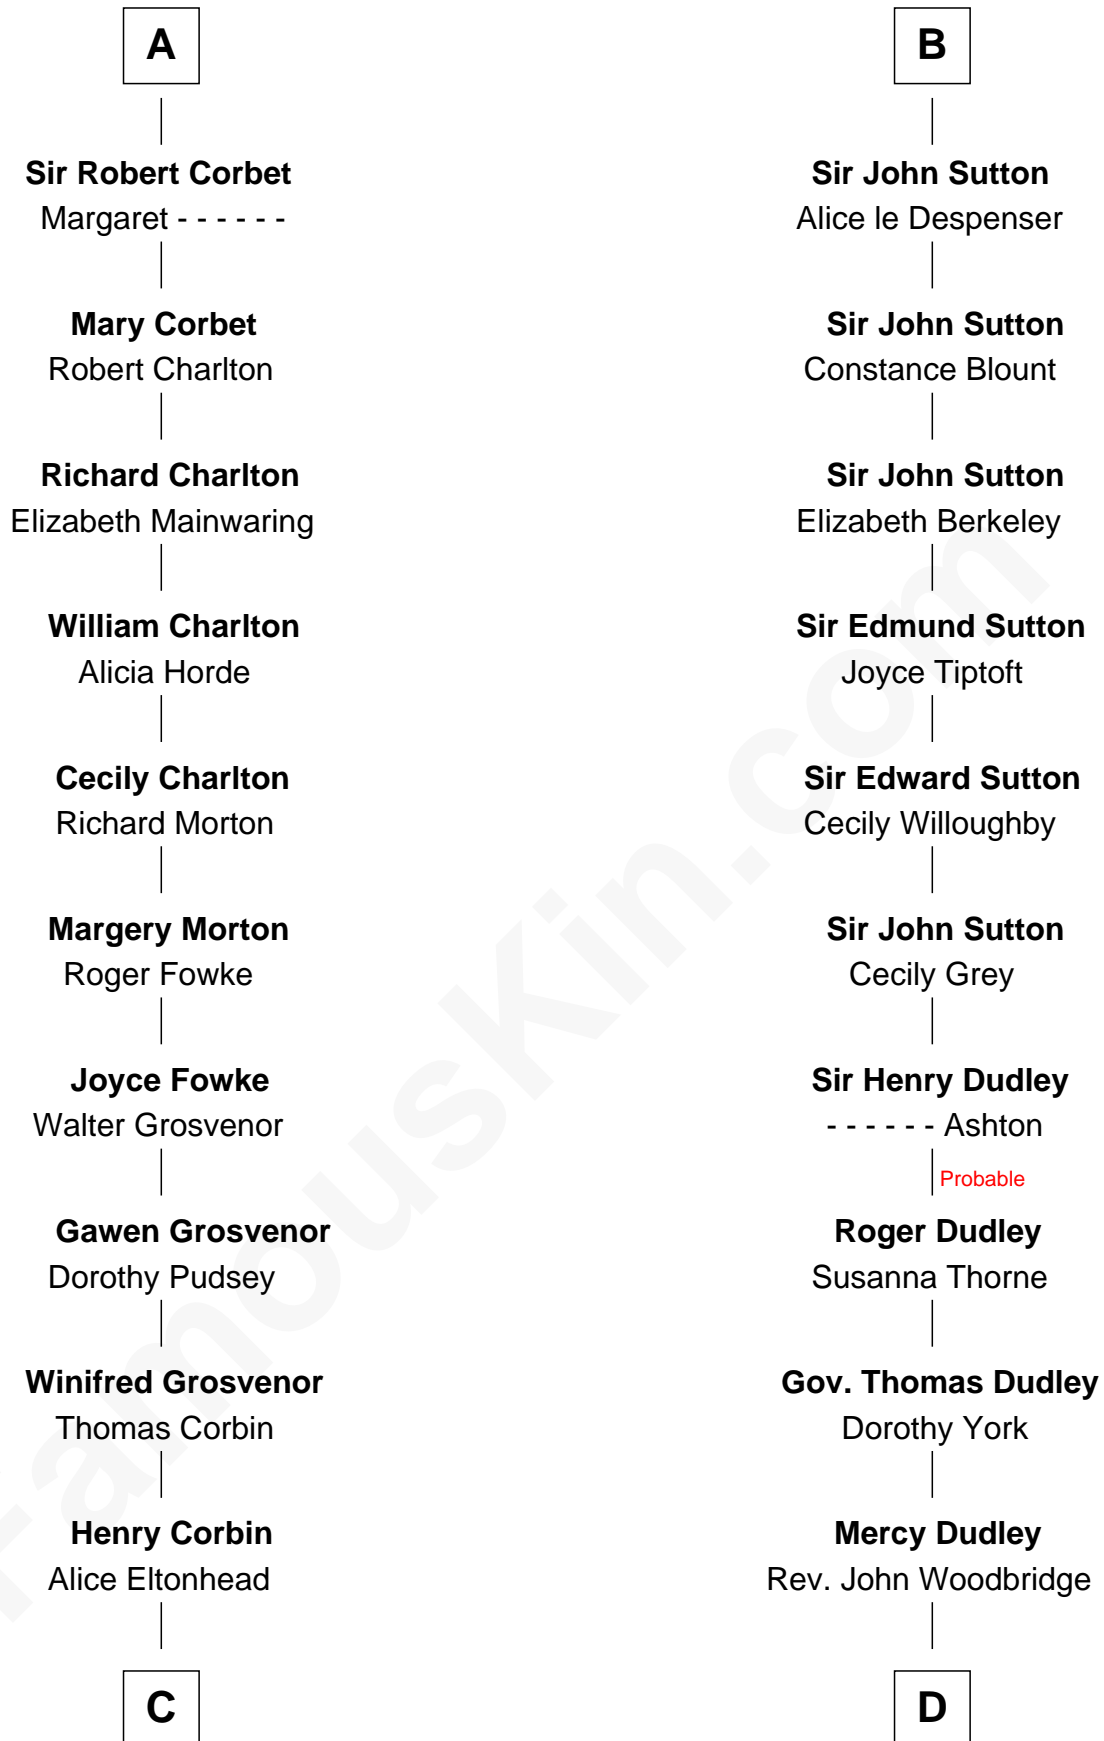 A
Sir Robert Corbet
Margaret - - - - - -
Mary Corbet
Robert Charlton
Richard Charlton
Elizabeth Mainwaring
William Charlton
Alicia Horde
Cecily Charlton
Richard Morton
Margery Morton
Roger Fowke
Joyce Fowke
Walter Grosvenor
Gawen Grosvenor
Dorothy Pudsey
Winifred Grosvenor
Thomas Corbin
Henry Corbin
Alice Eltonhead
C
B
Sir John Sutton
Alice le Despenser
Sir John Sutton
Constance Blount
Sir John Sutton
Elizabeth Berkeley
Sir Edmund Sutton
Joyce Tiptoft
Sir Edward Sutton
Cecily Willoughby
Sir John Sutton
Cecily Grey
Sir Henry Dudley
- - - - - - Ashton
Probable
Roger Dudley
Susanna Thorne
Gov. Thomas Dudley
Dorothy York
Mercy Dudley
Rev. John Woodbridge
D
FamousKin.com